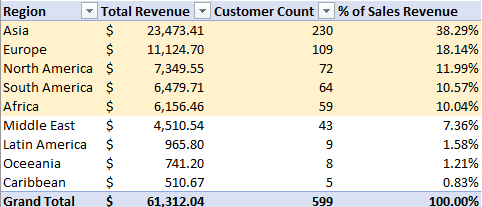 Region Total Revenue Customer Count % of Sales Revenue
Asia $ 23,473.41 230 38.29%
Europe $ 11,124.70 109 18.14%
North America $ 7,349.55 72 11.99%
South America $ 6,479.71 64 10.57%
Africa $ 6,156.46 59 10.04%
Middle East $ 4,510.54 43 7.36%
Latin America $ 965.80 9 1.58%
Oceeania $ 741.20 8 1.21%
Caribbean $ 510.67 5 0.83%
Grand Total $ 61,312.04 599 100.00%